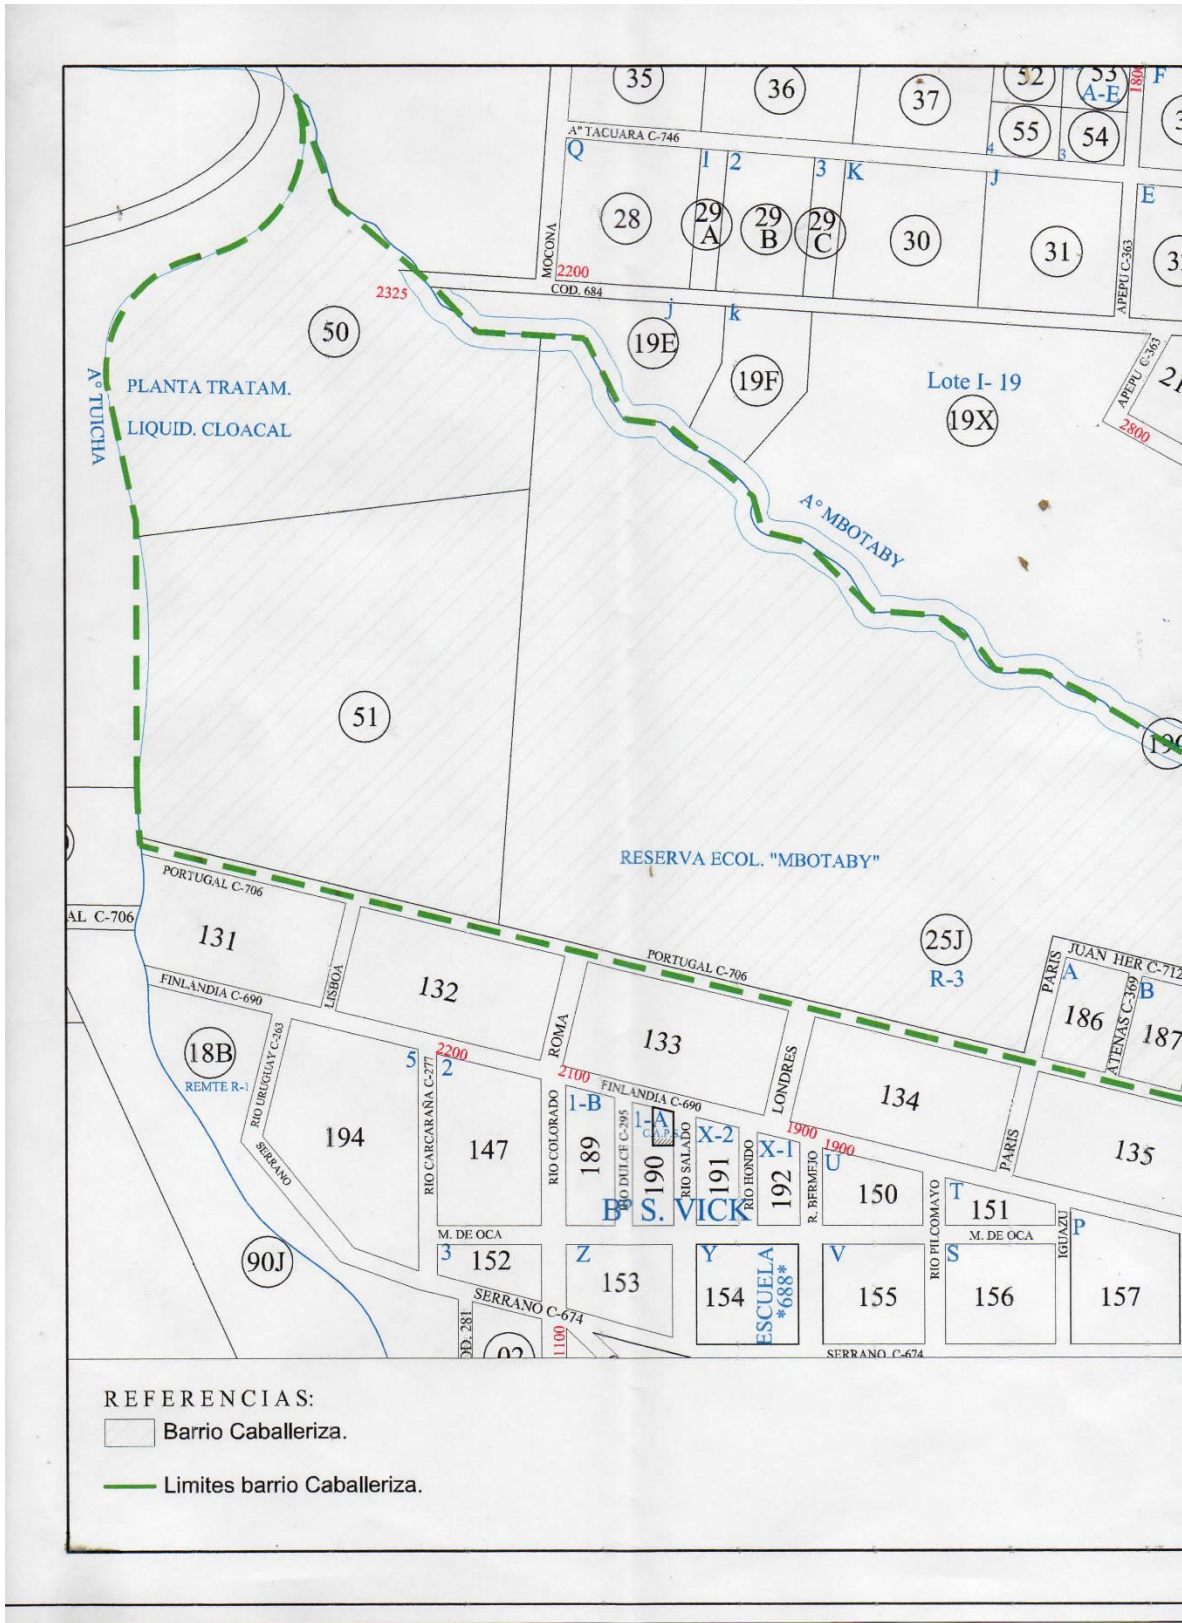 35
36
37
52
53
A-E
1800
F
A° TACUARA C-746
55
54
4
3
Q
1
2
3
K
J
E
28
29
A
29
B
29
C
30
31
MOCONA
2200
COD. 684
APEPU C-363
2325
j
k
50
19E
19F
Lote I- 19
19X
APEPU C-363
2800
A° TUICHA
PLANTA TRATAM.
LIQUID. CLOACAL
A° MBOTABY
51
RESERVA ECOL. "MBOTABY"
PORTUGAL C-706
AL C-706
131
25J
R-3
PORTUGAL C-706
PARIS
JUAN HER C-712
A
B
ATENAS C-369
186
187
FINLANDIA C-690
LISBOA
132
ROMA
133
LONDRES
134
PARIS
135
18B
REMTE R-1
RIO URUGUAY C-263
5
2200
2
2100
FINLANDIA C-690
1-B
1-A
C.A.P.S.
X-2
X-1
1900
1900
U
194
RIO CARCARAÑA C-277
147
RIO COLORADO
189
RIO DULCE C-295
190
RIO SALADO
191
RIO HONDO
192
R. BERMEJO
150
RIO PILCOMAYO
T
151
IGUAZU
P
SERRANO
B° S. VICK
M. DE OCA
M. DE OCA
90J
3
152
Z
153
Y
154
ESCUELA
*688*
V
155
S
156
157
SERRANO C-674
1100
SERRANO C-674
REFERENCIAS:
Barrio Caballeriza.
Limites barrio Caballeriza.